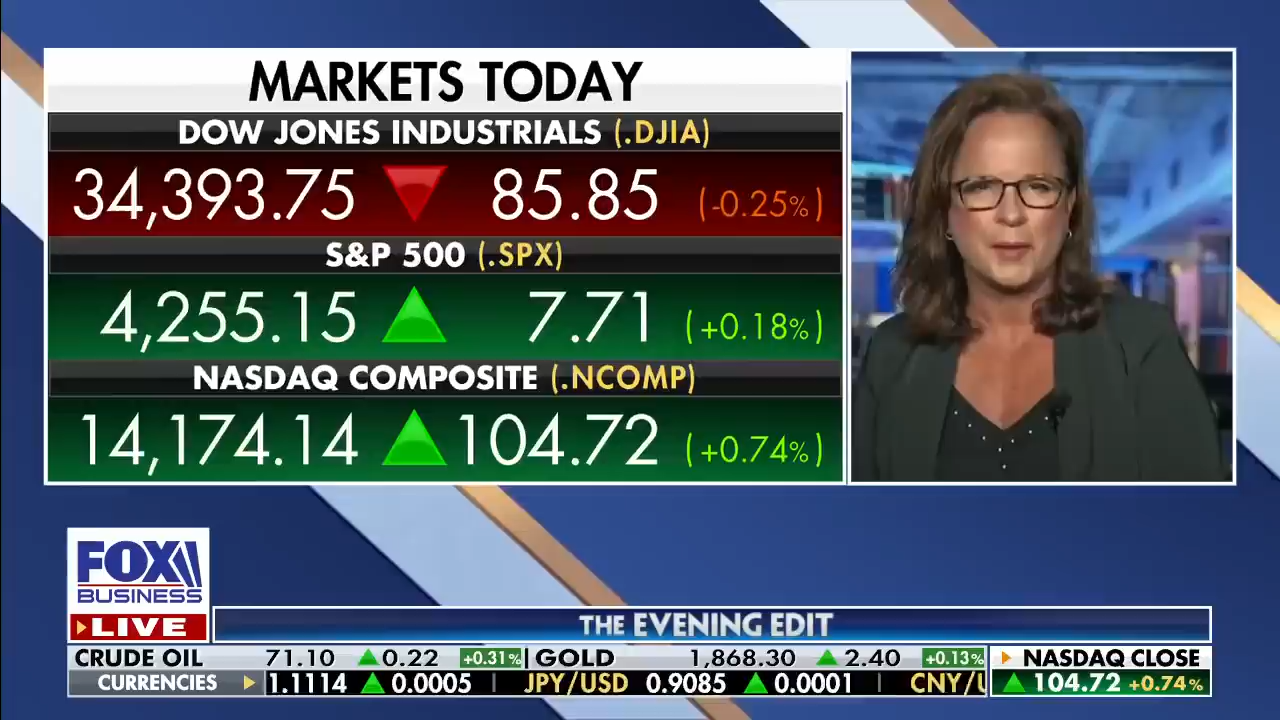 MARKETS TODAY
DOW JONES INDUSTRIALS (.DJIA)
34,393.75 ▼ 85.85 (-0.25%)
S&P 500 (.SPX)
4,255.15 ▲ 7.71 (+0.18%)
NASDAQ COMPOSITE (.NCOMP)
14,174.14 ▲ 104.72 (+0.74%)
FOX
BUSINESS
LIVE
THE EVENING EDIT
CRUDE OIL 71.10 ▲ 0.22 +0.31% GOLD 1,868.30 ▲ 2.40 +0.13%
CURRENCIES 1.1114 ▲ 0.0005 | JPY/USD 0.9085 ▲ 0.0001 | CNY/
NASDAQ CLOSE
▲ 104.72 +0.74%